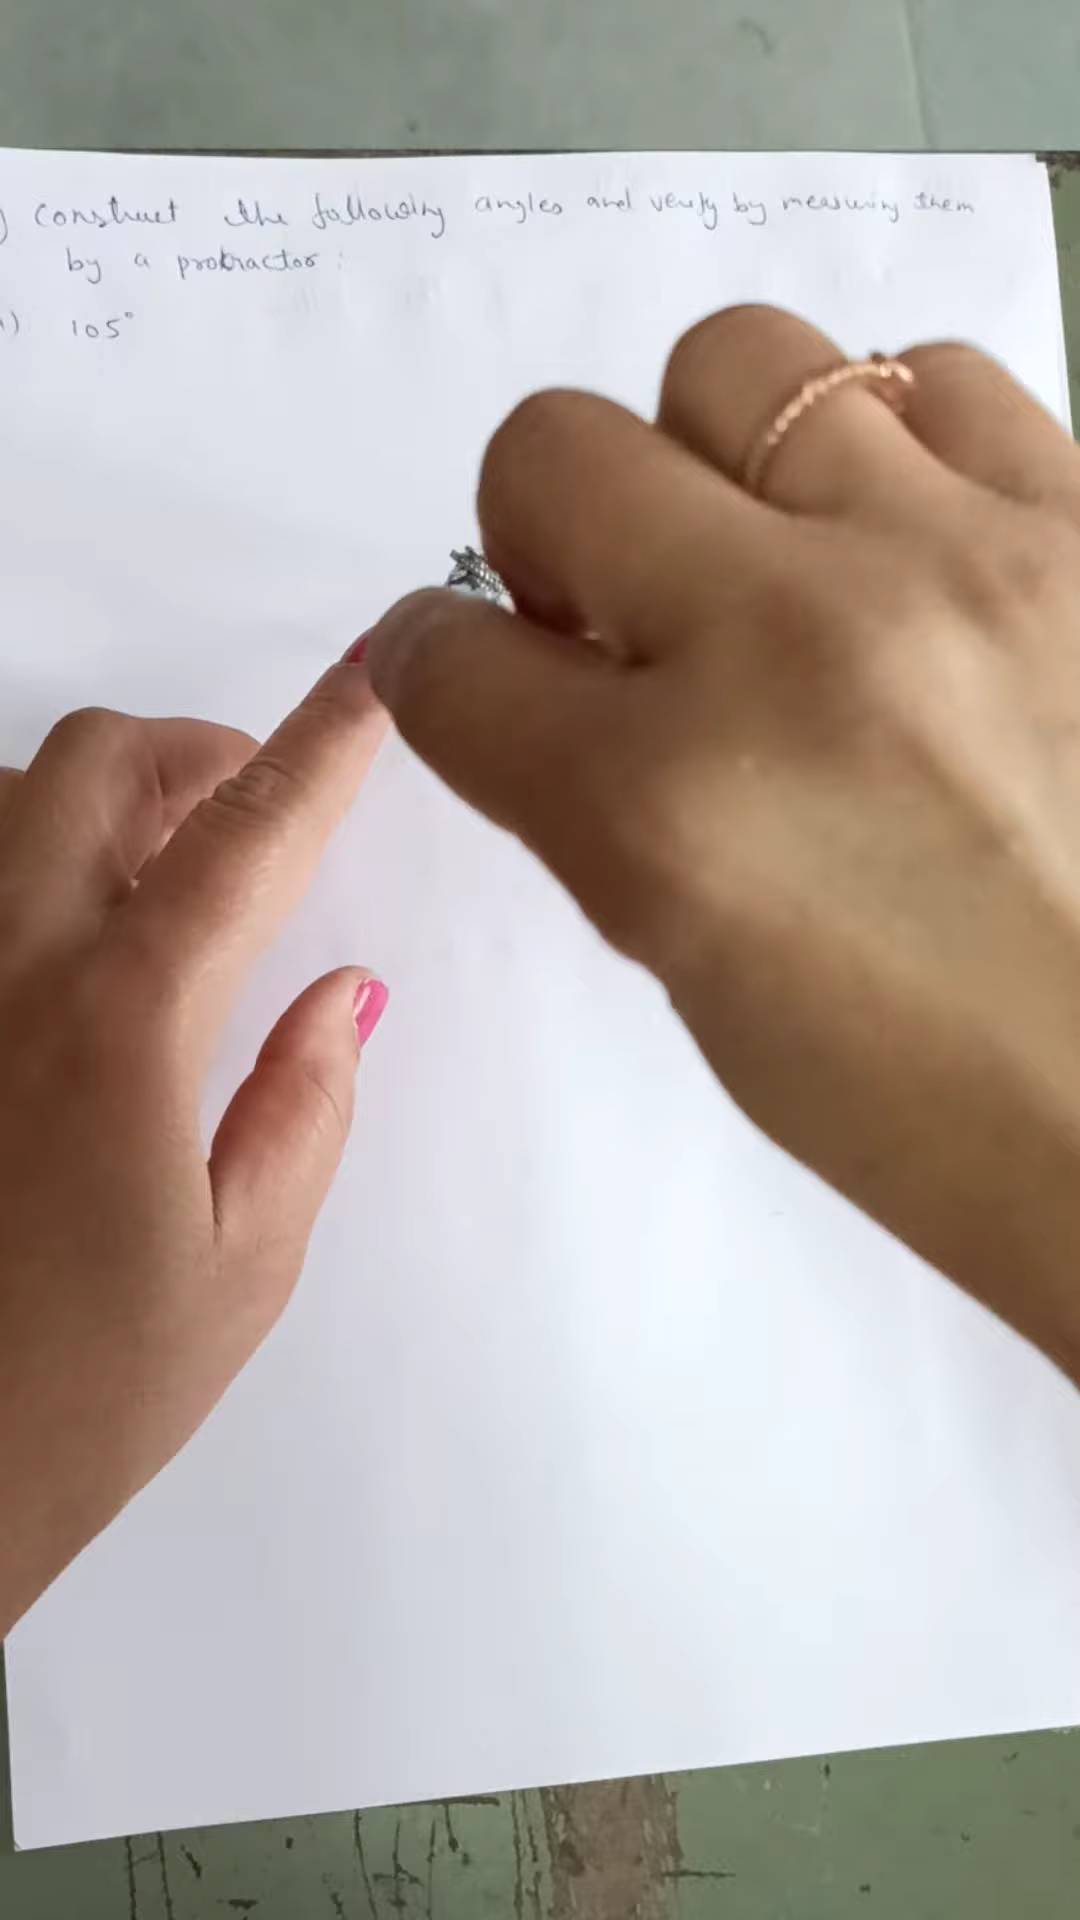 ) construct the following angles and verify by measuring them
by a protractor :
) 105°